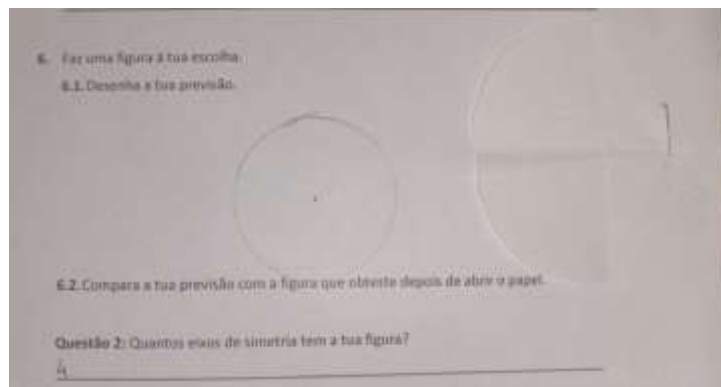 6. Faz uma figura à tua escolha.
6.1. Desenha a tua previsão.
6.2. Compara a tua previsão com a figura que obteste depois de abrir o papel.
Questão 2: Quantos eixos de simetria tem a tua figura?
4